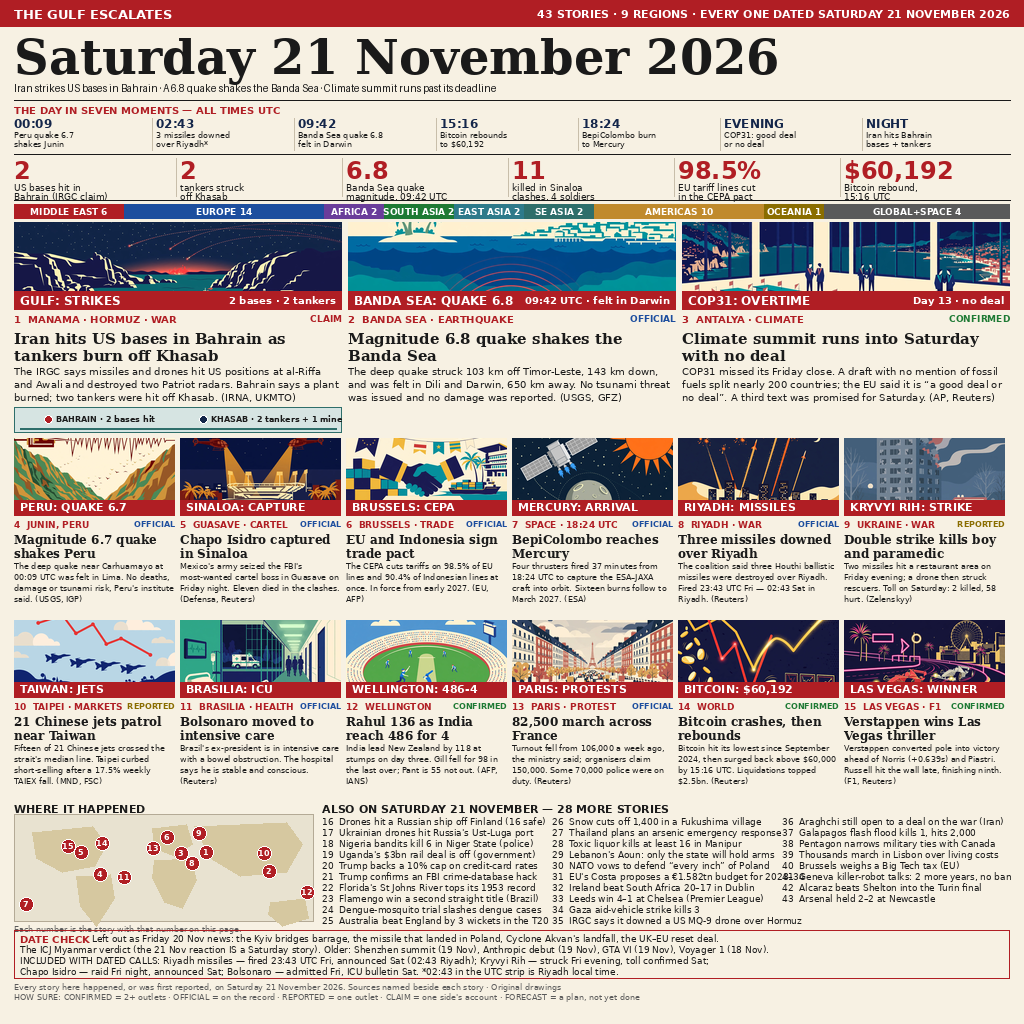 THE GULF ESCALATES
43 STORIES · 9 REGIONS · EVERY ONE DATED SATURDAY 21 NOVEMBER 2026
Saturday 21 November 2026
Iran strikes US bases in Bahrain · A 6.8 quake shakes the Banda Sea · Climate summit runs past its deadline
THE DAY IN SEVEN MOMENTS — ALL TIMES UTC
00:09
Peru quake 6.7
shakes Junin
02:43
3 missiles downed
over Riyadh*
09:42
Banda Sea quake 6.8
felt in Darwin
15:16
Bitcoin rebounds
to $60,192
18:24
BepiColombo burn
to Mercury
EVENING
COP31: good deal
or no deal
NIGHT
Iran hits Bahrain
bases + tankers
2
US bases hit in
Bahrain (IRGC claim)
2
tankers struck
off Khasab
6.8
Banda Sea quake
magnitude, 09:42 UTC
11
killed in Sinaloa
clashes, 4 soldiers
98.5%
EU tariff lines cut
in the CEPA pact
$60,192
Bitcoin rebound,
15:16 UTC
MIDDLE EAST 6
EUROPE 14
AFRICA 2
SOUTH ASIA 2
EAST ASIA 2
SE ASIA 2
AMERICAS 10
OCEANIA 1
GLOBAL+SPACE 4
GULF: STRIKES
2 bases · 2 tankers
1 MANAMA · HORMUZ · WAR
CLAIM
Iran hits US bases in Bahrain as
tankers burn off Khasab
The IRGC says missiles and drones hit US positions at al-Riffa
and Awali and destroyed two Patriot radars. Bahrain says a plant
burned; two tankers were hit off Khasab. (IRNA, UKMTO)
BAHRAIN · 2 bases hit
KHASAB · 2 tankers + 1 mine
BANDA SEA: QUAKE 6.8
09:42 UTC · felt in Darwin
2 BANDA SEA · EARTHQUAKE
OFFICIAL
Magnitude 6.8 quake shakes the
Banda Sea
The deep quake struck 103 km off Timor-Leste, 143 km down,
and was felt in Dili and Darwin, 650 km away. No tsunami threat
was issued and no damage was reported. (USGS, GFZ)
COP31: OVERTIME
Day 13 · no deal
3 ANTALYA · CLIMATE
CONFIRMED
Climate summit runs into Saturday
with no deal
COP31 missed its Friday close. A draft with no mention of fossil
fuels split nearly 200 countries; the EU said it is “a good deal or
no deal”. A third text was promised for Saturday. (AP, Reuters)
PERU: QUAKE 6.7
4 JUNIN, PERU
OFFICIAL
Magnitude 6.7 quake
shakes Peru
The deep quake near Carhuamayo at
00:09 UTC was felt in Lima. No deaths,
damage or tsunami risk, Peru's institute
said. (USGS, IGP)
SINALOA: CAPTURE
5 GUASAVE · CARTEL
OFFICIAL
Chapo Isidro captured
in Sinaloa
Mexico's army seized the FBI's
most-wanted cartel boss in Guasave on
Friday night. Eleven died in the clashes.
(Defensa, Reuters)
BRUSSELS: CEPA
6 BRUSSELS · TRADE
OFFICIAL
EU and Indonesia sign
trade pact
The CEPA cuts tariffs on 98.5% of EU
lines and 90.4% of Indonesian lines at
once. In force from early 2027. (EU,
AFP)
MERCURY: ARRIVAL
7 SPACE · 18:24 UTC
OFFICIAL
BepiColombo reaches
Mercury
Four thrusters fired 37 minutes from
18:24 UTC to capture the ESA–JAXA
craft into orbit. Sixteen burns follow to
March 2027. (ESA)
RIYADH: MISSILES
8 RIYADH · WAR
OFFICIAL
Three missiles downed
over Riyadh
The coalition said three Houthi ballistic
missiles were destroyed over Riyadh.
Fired 23:43 UTC Fri — 02:43 Sat in
Riyadh. (Reuters)
KRYVYI RIH: STRIKE
9 UKRAINE · WAR
REPORTED
Double strike kills boy
and paramedic
Two missiles hit a restaurant area on
Friday evening; a drone then struck
rescuers. Toll on Saturday: 2 killed, 58
hurt. (Zelenskyy)
TAIWAN: JETS
10 TAIPEI · MARKETS
REPORTED
21 Chinese jets patrol
near Taiwan
Fifteen of 21 Chinese jets crossed the
strait's median line. Taipei curbed
short-selling after a 17.5% weekly
TAIEX fall. (MND, FSC)
BRASILIA: ICU
11 BRASILIA · HEALTH
OFFICIAL
Bolsonaro moved to
intensive care
Brazil's ex-president is in intensive care
with a bowel obstruction. The hospital
says he is stable and conscious.
(Reuters)
WELLINGTON: 486-4
12 WELLINGTON
CONFIRMED
Rahul 136 as India
reach 486 for 4
India lead New Zealand by 118 at
stumps on day three. Gill fell for 98 in
the last over; Pant is 55 not out. (AFP,
IANS)
PARIS: PROTESTS
13 PARIS · PROTEST
OFFICIAL
82,500 march across
France
Turnout fell from 106,000 a week ago,
the ministry said; organisers claim
150,000. Some 70,000 police were on
duty. (Reuters)
BITCOIN: $60,192
14 WORLD
CONFIRMED
Bitcoin crashes, then
rebounds
Bitcoin hit its lowest since September
2024, then surged back above $60,000
by 15:16 UTC. Liquidations topped
$2.5bn. (Reuters)
LAS VEGAS: WINNER
15 LAS VEGAS · F1
CONFIRMED
Verstappen wins Las
Vegas thriller
Verstappen converted pole into victory
ahead of Norris (+0.639s) and Piastri.
Russell hit the wall late, finishing ninth.
(F1, Reuters)
WHERE IT HAPPENED
15
5
14
4
11
7
13
6
9
3
1
8
10
2
12
Each number is the story with that number on this page.
ALSO ON SATURDAY 21 NOVEMBER — 28 MORE STORIES
16 Drones hit a Russian ship off Finland (16 safe)
17 Ukrainian drones hit Russia's Ust-Luga port
18 Nigeria bandits kill 6 in Niger State (police)
19 Uganda's $3bn rail deal is off (government)
20 Trump backs a 10% cap on credit-card rates
21 Trump confirms an FBI crime-database hack
22 Florida's St Johns River tops its 1953 record
23 Flamengo win a second straight title (Brazil)
24 Dengue-mosquito trial slashes dengue cases
25 Australia beat England by 3 wickets in the T20
26 Snow cuts off 1,400 in a Fukushima village
27 Thailand plans an arsenic emergency response
28 Toxic liquor kills at least 16 in Manipur
29 Lebanon's Aoun: only the state will hold arms
30 NATO vows to defend “every inch” of Poland
31 EU's Costa proposes a €1.582tn budget for 2028–34
32 Ireland beat South Africa 20–17 in Dublin
33 Leeds win 4–1 at Chelsea (Premier League)
34 Gaza aid-vehicle strike kills 3
35 IRGC says it downed a US MQ-9 drone over Hormuz
36 Araghchi still open to a deal on the war (Iran)
37 Galapagos flash flood kills 1, hits 2,000
38 Pentagon narrows military ties with Canada
39 Thousands march in Lisbon over living costs
40 Brussels weighs a Big Tech tax (EU)
41 Geneva killer-robot talks: 2 more years, no ban
42 Alcaraz beats Shelton into the Turin final
43 Arsenal held 2–2 at Newcastle
DATE CHECK Left out as Friday 20 Nov news: the Kyiv bridges barrage, the missile that landed in Poland, Cyclone Akvan's landfall, the UK–EU reset deal.
The ICJ Myanmar verdict (the 21 Nov reaction IS a Saturday story). Older: Shenzhen summit (19 Nov), Anthropic debut (19 Nov), GTA VI (19 Nov), Voyager 1 (18 Nov).
INCLUDED WITH DATED CALLS: Riyadh missiles — fired 23:43 UTC Fri, announced Sat (02:43 Riyadh); Kryvyi Rih — struck Fri evening, toll confirmed Sat;
Chapo Isidro — raid Fri night, announced Sat; Bolsonaro — admitted Fri, ICU bulletin Sat. *02:43 in the UTC strip is Riyadh local time.
Every story here happened, or was first reported, on Saturday 21 November 2026. Sources named beside each story · Original drawings
HOW SURE: CONFIRMED = 2+ outlets · OFFICIAL = on the record · REPORTED = one outlet · CLAIM = one side's account · FORECAST = a plan, not yet done